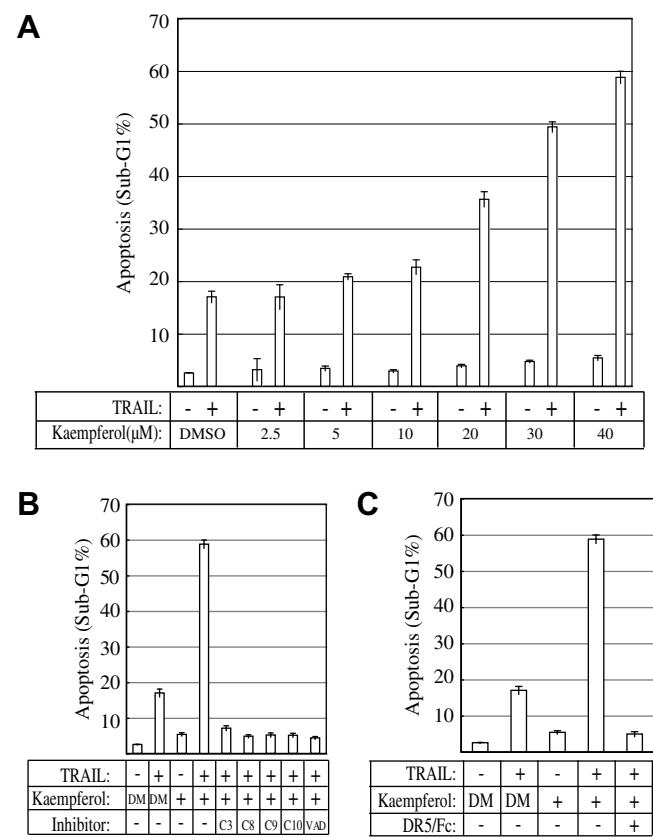 A
Apoptosis (Sub-G1%)
70
60
50
40
30
20
10
TRAIL: - + - + - + - + - + - + - +
Kaempferol(μM): DMSO 2.5 5 10 20 30 40
B
Apoptosis (Sub-G1%)
70
60
50
40
30
20
10
TRAIL: - + - + + + + + +
Kaempferol: DM DM + + + + + + +
Inhibitor: C3 C8 C9 C10 VAD
C
Apoptosis (Sub-G1%)
70
60
50
40
30
20
10
TRAIL: - + - + +
Kaempferol: DM DM + + +
DR5/Fc: - - - - +